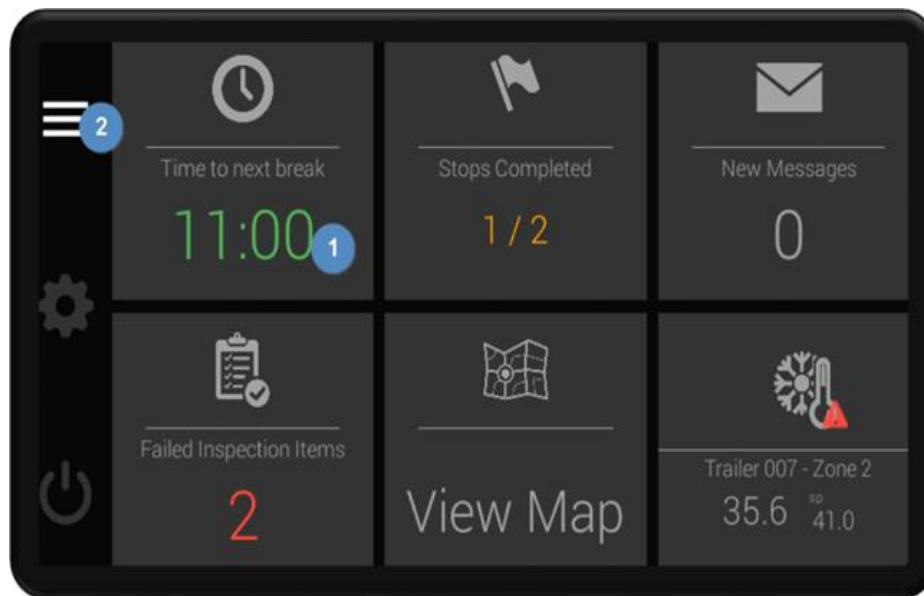 2
Time to next break
11:00
1
Stops Completed
1 / 2
New Messages
0
Failed Inspection Items
2
View Map
Trailer 007 - Zone 2
35.6 sp 41.0